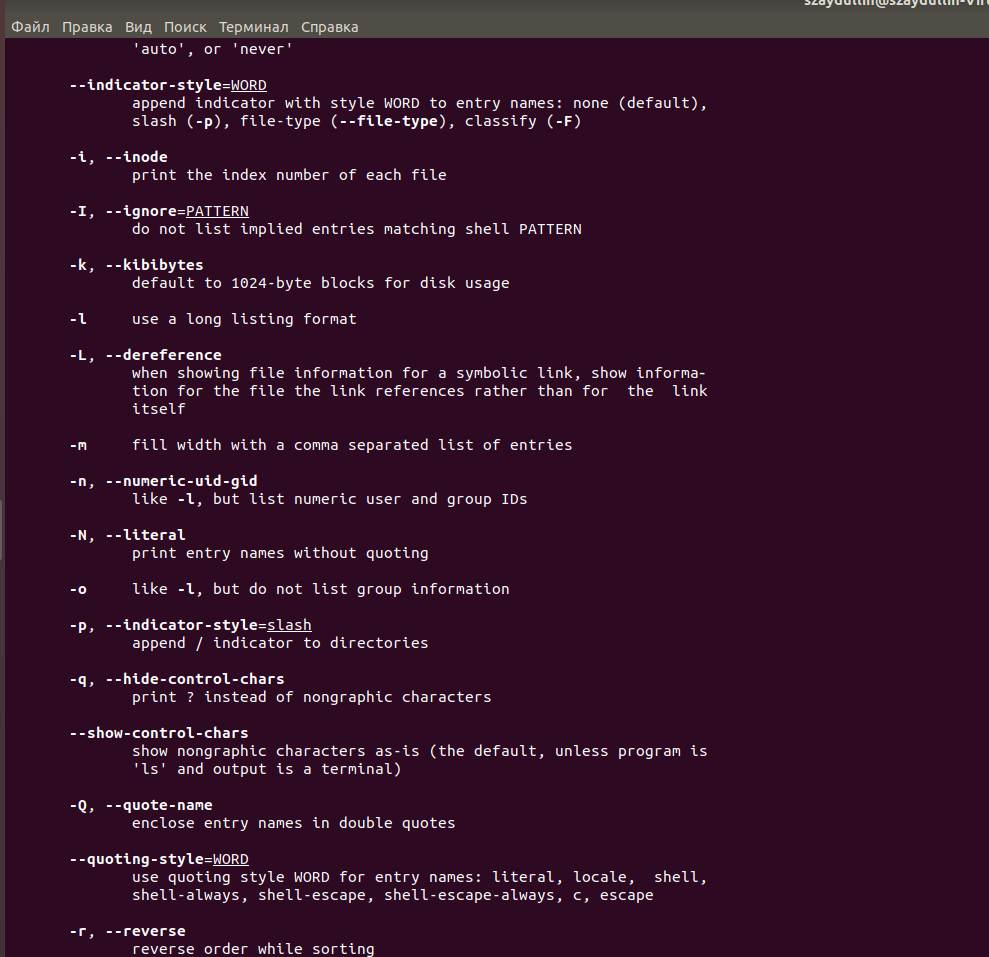 szaydullin@szaydullin-Virt
Файл Правка Вид Поиск Терминал Справка
'auto', or 'never'
--indicator-style=WORD
append indicator with style WORD to entry names: none (default),
slash (-p), file-type (--file-type), classify (-F)
-i, --inode
print the index number of each file
-I, --ignore=PATTERN
do not list implied entries matching shell PATTERN
-k, --kibibytes
default to 1024-byte blocks for disk usage
-l use a long listing format
-L, --dereference
when showing file information for a symbolic link, show informa-
tion for the file the link references rather than for the link
itself
-m fill width with a comma separated list of entries
-n, --numeric-uid-gid
like -l, but list numeric user and group IDs
-N, --literal
print entry names without quoting
-o like -l, but do not list group information
-p, --indicator-style=slash
append / indicator to directories
-q, --hide-control-chars
print ? instead of nongraphic characters
--show-control-chars
show nongraphic characters as-is (the default, unless program is
'ls' and output is a terminal)
-Q, --quote-name
enclose entry names in double quotes
--quoting-style=WORD
use quoting style WORD for entry names: literal, locale, shell,
shell-always, shell-escape, shell-escape-always, c, escape
-r, --reverse
reverse order while sorting